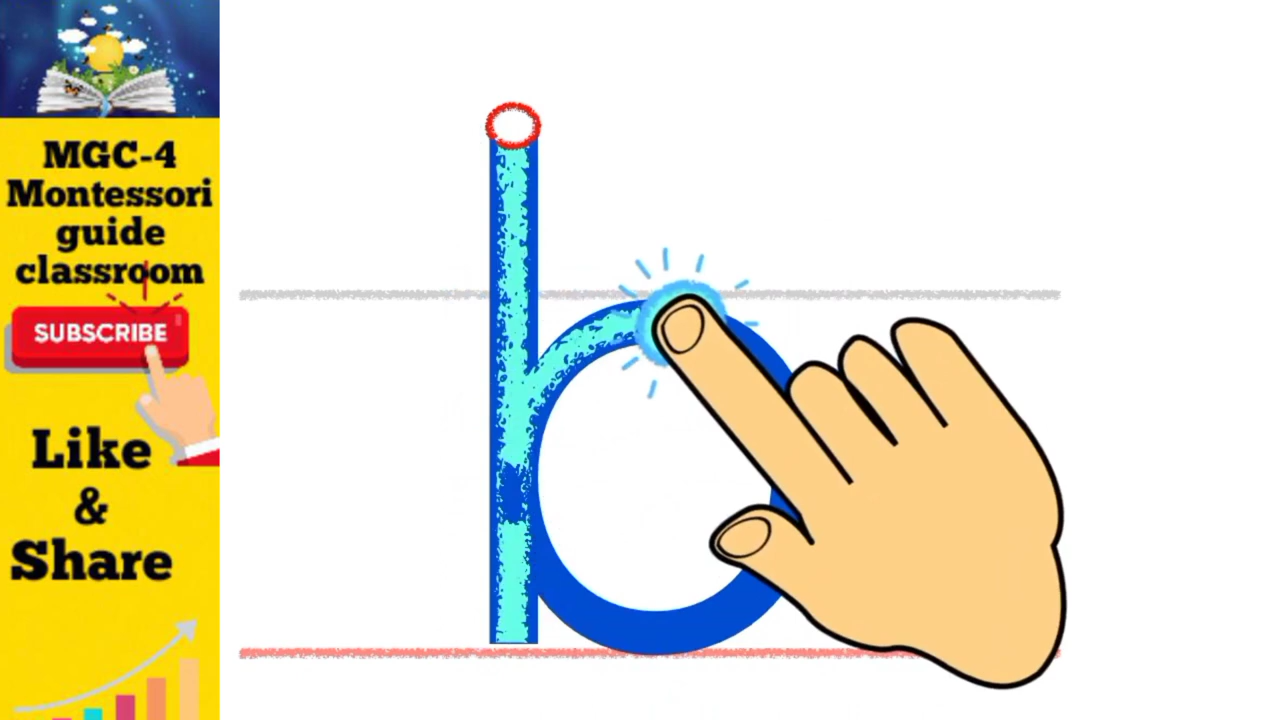 MGC-4
Montessori
guide
classroom
SUBSCRIBE
Like
&
Share
b